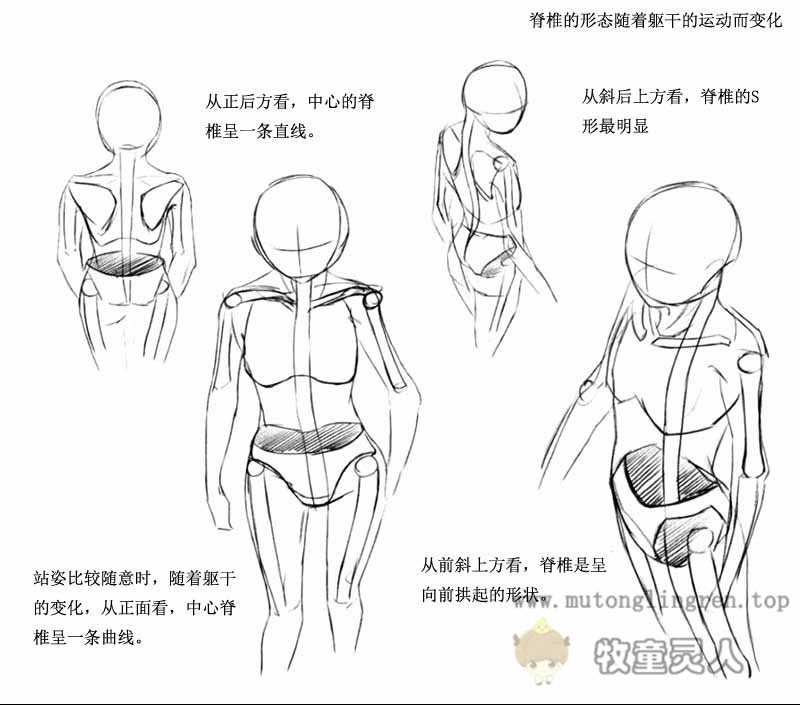 脊椎的形态随着躯干的运动而变化
从正后方看，中心的脊
椎呈一条直线。
从斜后上方看，脊椎的S
形最明显
站姿比较随意时，随着躯干
的变化，从正面看，中心脊
椎呈一条曲线。
从前斜上方看，脊椎是呈
向前拱起的形状。
www.mutonglingren.top
牧童灵人